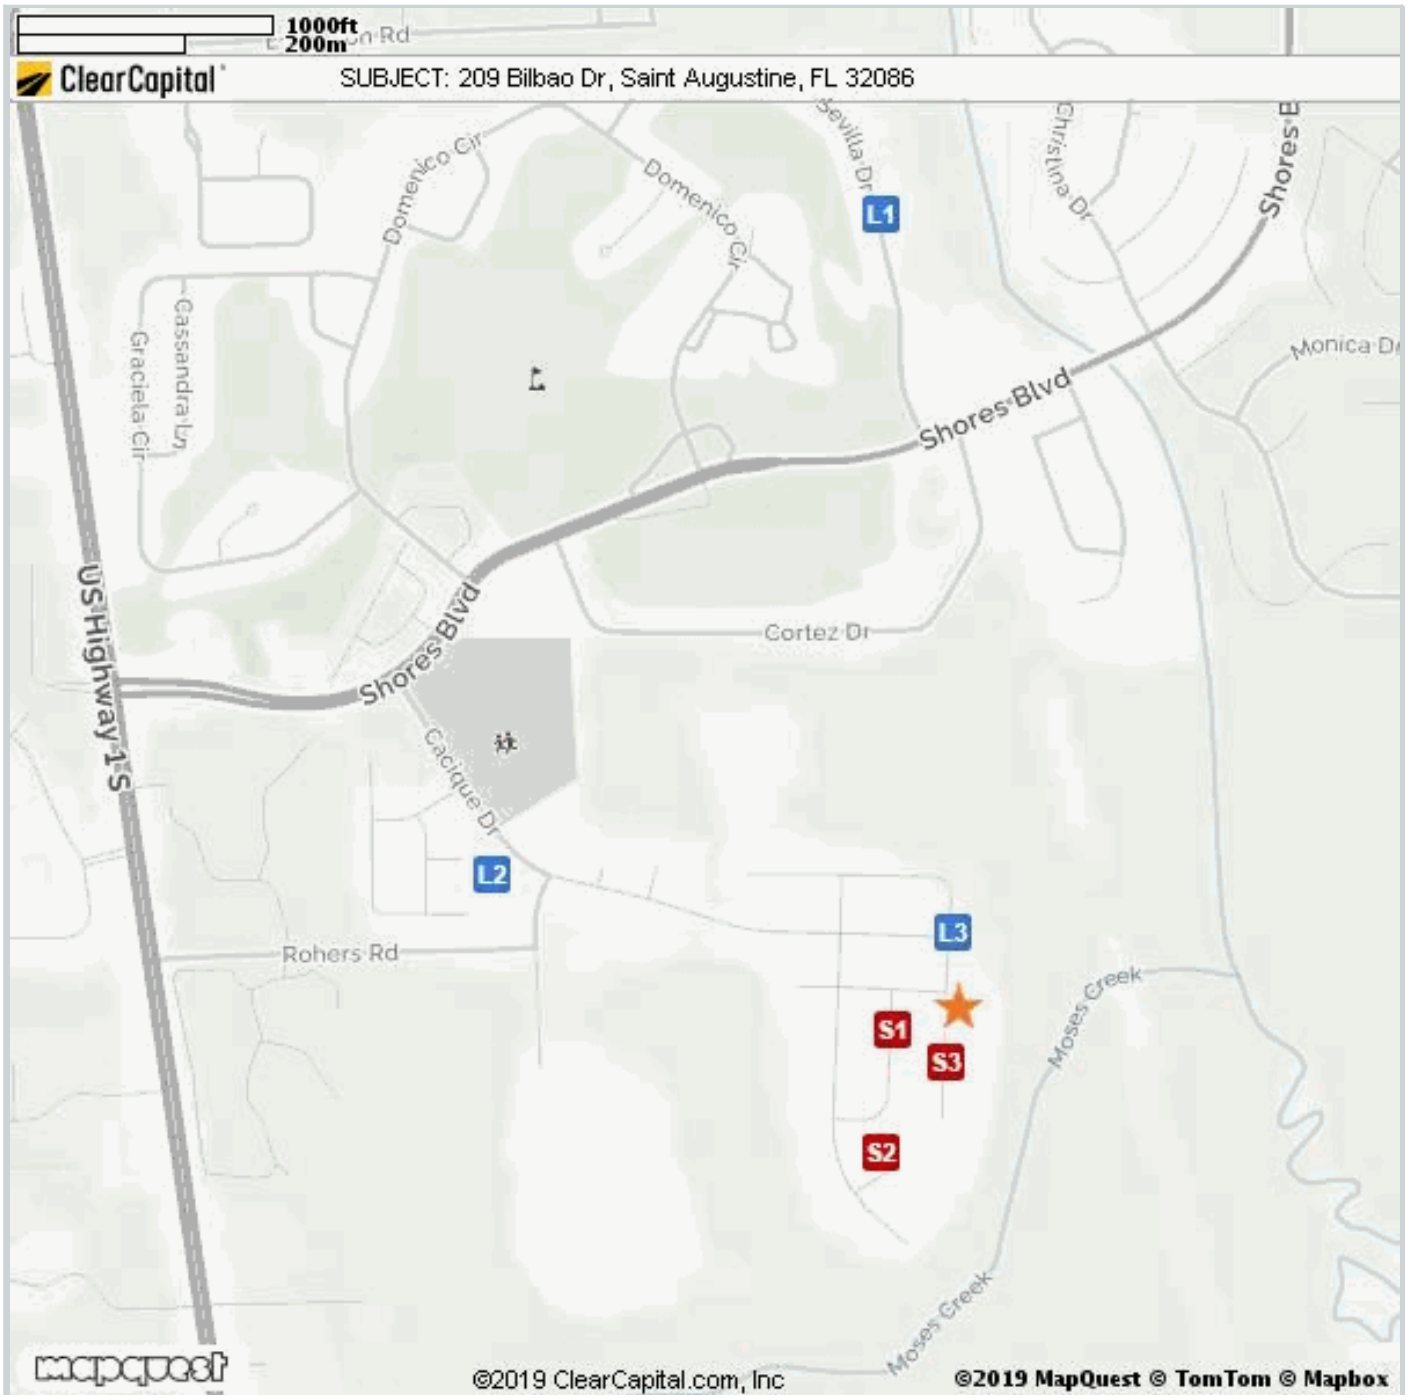 1000ft
200m
Rd
ClearCapital
SUBJECT: 209 Bilbao Dr, Saint Augustine, FL 32086
Sevilla Dr
Christina Dr
Shores B
Domenico Cir
Domenico Cir
L1
Cassandra Ln
Graciela Cir
Monica Dr
Shores Blvd
US Highway 1 S
Shores Blvd
Cortez Dr
Cacique Dr
L2
L3
Rohers Rd
Moses Creek
S1
S3
S2
Moses Creek
mapquest
©2019 ClearCapital.com, Inc
©2019 MapQuest © TomTom © Mapbox